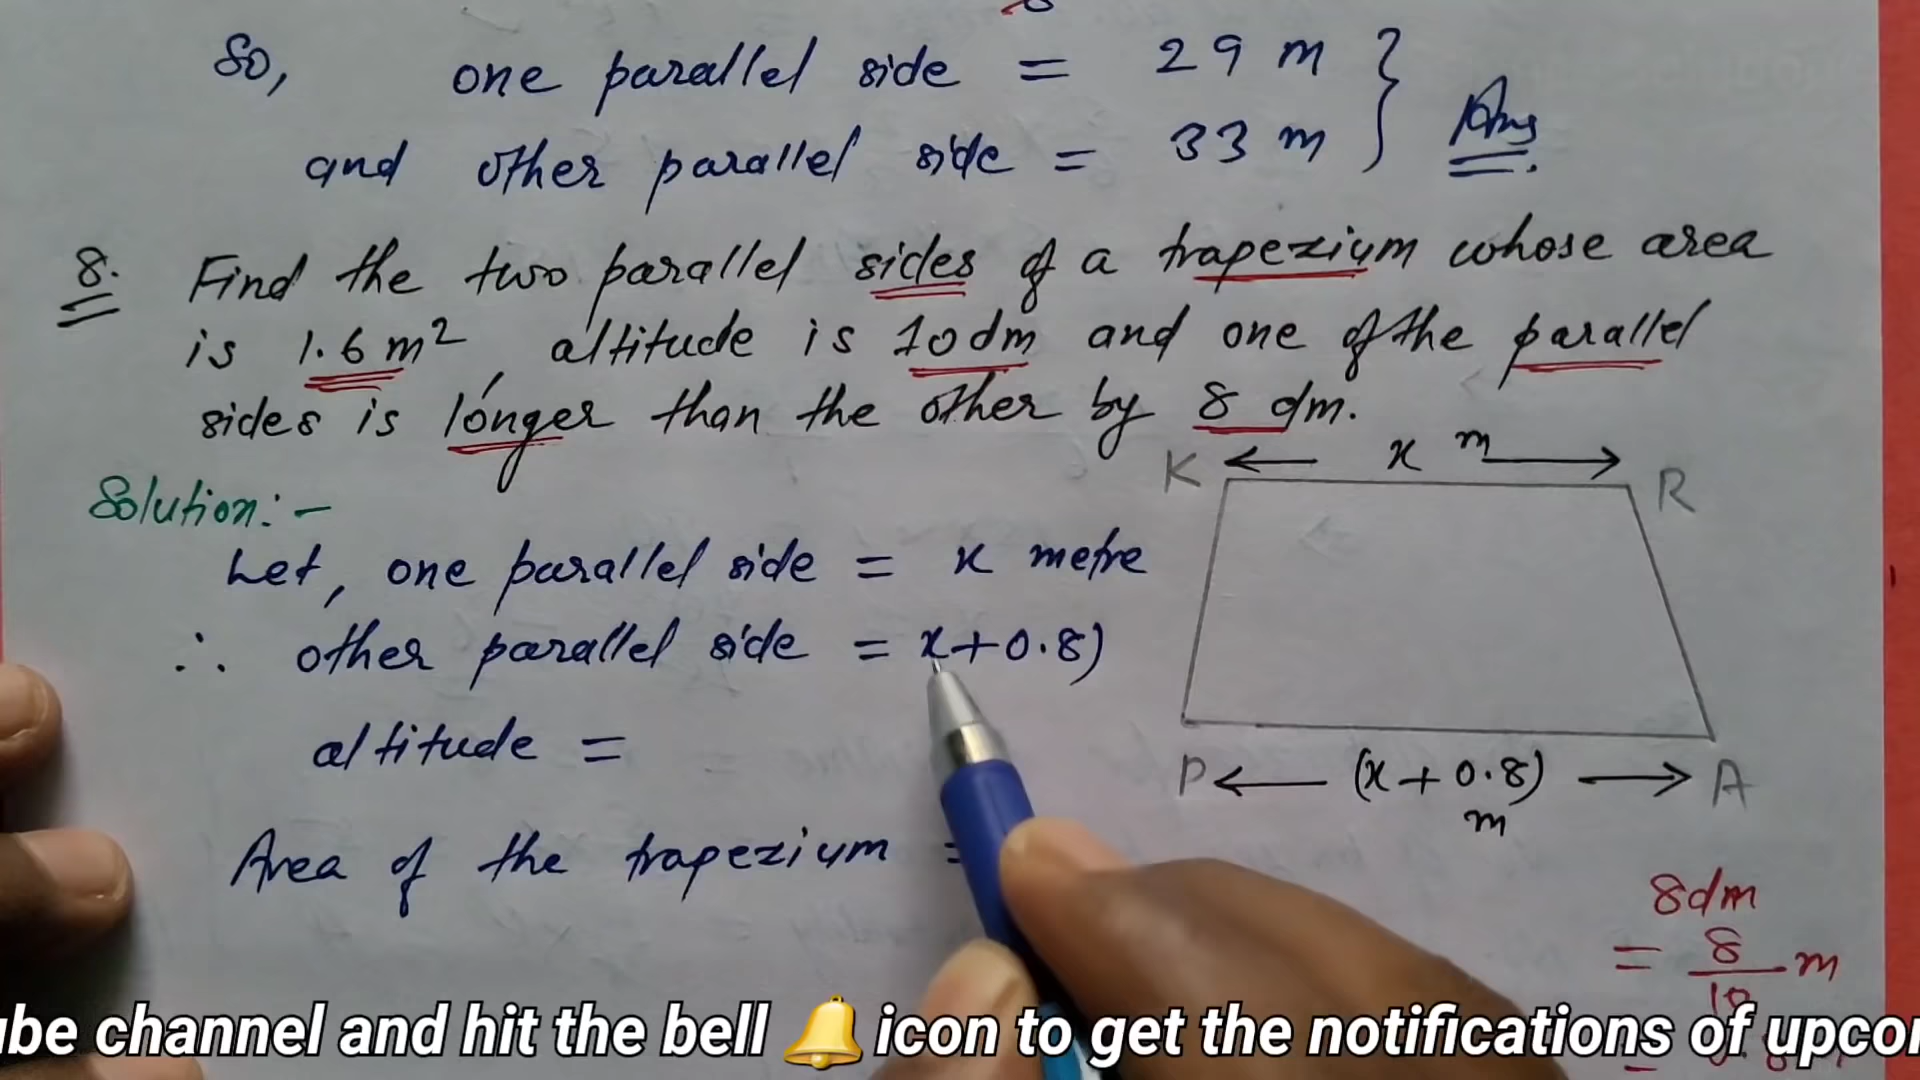 So, one parallel side = 29 m
and other parallel side = 33 m } Ans.
8. Find the two parallel sides of a trapezium whose area
is 1.6 m², altitude is 10 dm and one of the parallel
sides is longer than the other by 8 dm.
K ← x m → R
Solution:-
Let, one parallel side = x metre
∴ other parallel side = x+0.8)
altitude =
P ← (x + 0.8) → A
m
Area of the trapezium =
8dm
= 8/10 m
ube channel and hit the bell 🔔 icon to get the notifications of upcor